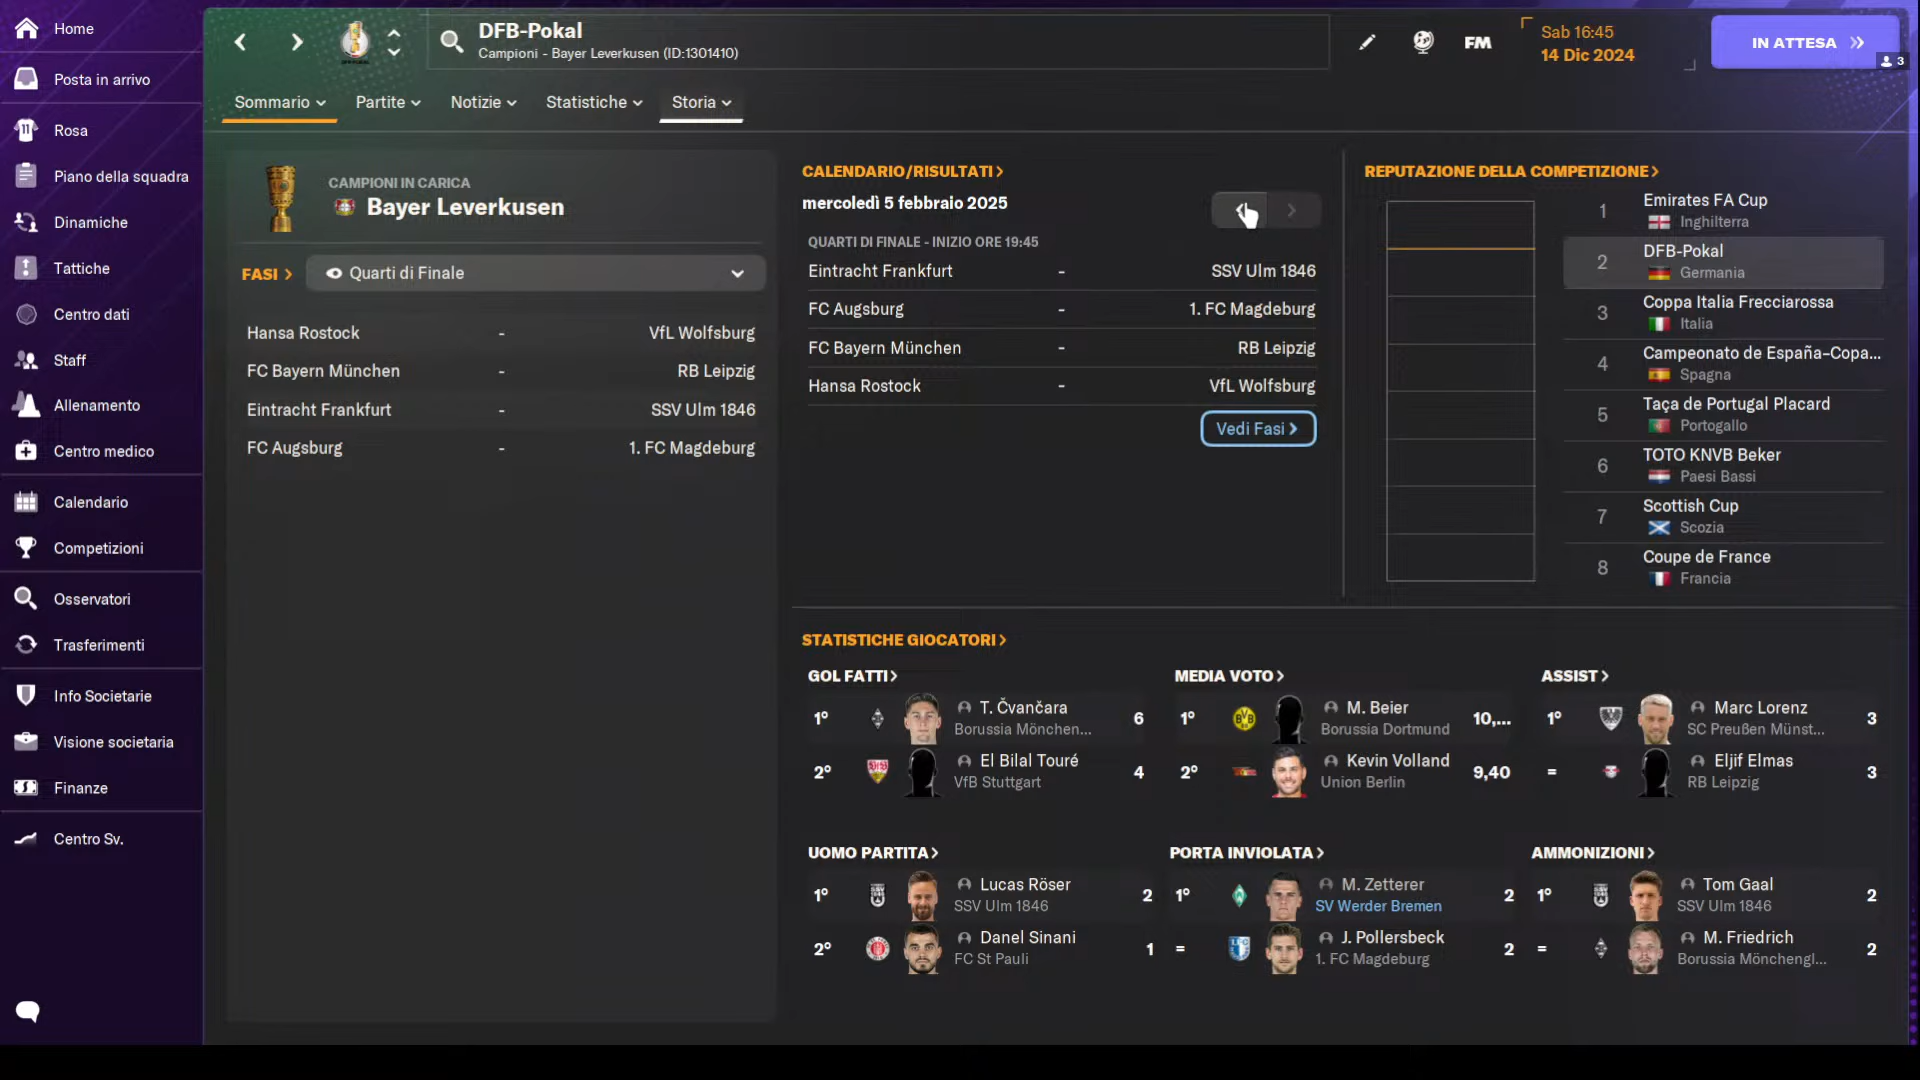 Home
Posta in arrivo
Rosa
Piano della squadra
Dinamiche
Tattiche
Centro dati
Staff
Allenamento
Centro medico
Calendario
Competizioni
Osservatori
Trasferimenti
Info Societarie
Visione societaria
Finanze
Centro Sv.
DFB-Pokal
Campioni - Bayer Leverkusen (ID:1301410)
FM
Sab 16:45
14 Dic 2024
IN ATTESA
3
Sommario
Partite
Notizie
Statistiche
Storia
CAMPIONI IN CARICA
Bayer Leverkusen
FASI >
Quarti di Finale
Hansa Rostock - VfL Wolfsburg
FC Bayern München - RB Leipzig
Eintracht Frankfurt - SSV Ulm 1846
FC Augsburg - 1. FC Magdeburg
CALENDARIO/RISULTATI >
mercoledì 5 febbraio 2025
QUARTI DI FINALE - INIZIO ORE 19:45
Eintracht Frankfurt - SSV Ulm 1846
FC Augsburg - 1. FC Magdeburg
FC Bayern München - RB Leipzig
Hansa Rostock - VfL Wolfsburg
Vedi Fasi >
REPUTAZIONE DELLA COMPETIZIONE >
1 Emirates FA Cup
Inghilterra
2 DFB-Pokal
Germania
3 Coppa Italia Frecciarossa
Italia
4 Campeonato de España-Copa...
Spagna
5 Taça de Portugal Placard
Portogallo
6 TOTO KNVB Beker
Paesi Bassi
7 Scottish Cup
Scozia
8 Coupe de France
Francia
STATISTICHE GIOCATORI >
GOL FATTI >
1° T. Čvančara 6
Borussia Mönchen...
2° El Bilal Touré 4
VfB Stuttgart
MEDIA VOTO >
1° M. Beier 10,...
Borussia Dortmund
2° Kevin Volland 9,40
Union Berlin
ASSIST >
1° Marc Lorenz 3
SC Preußen Münst...
= Eljif Elmas 3
RB Leipzig
UOMO PARTITA >
1° Lucas Röser 2
SSV Ulm 1846
2° Danel Sinani 1
FC St Pauli
PORTA INVIOLATA >
1° M. Zetterer 2
SV Werder Bremen
= J. Pollersbeck 2
1. FC Magdeburg
AMMONIZIONI >
1° Tom Gaal 2
SSV Ulm 1846
= M. Friedrich 2
Borussia Mönchengl...